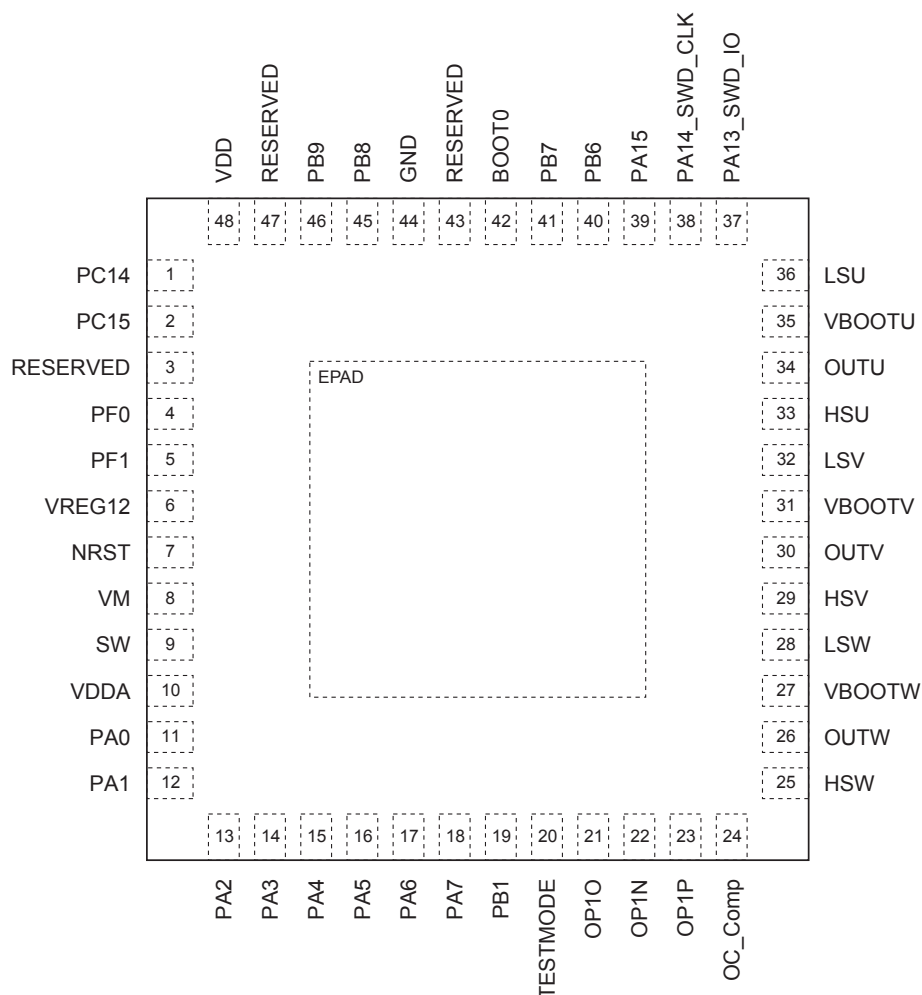 VDD
RESERVED
PB9
PB8
GND
RESERVED
BOOT0
PB7
PB6
PA15
PA14_SWD_CLK
PA13_SWD_IO
48 47 46 45 44 43 42 41 40 39 38 37
PC14 1 36 LSU
PC15 2 35 VBOOTU
RESERVED 3 34 OUTU
EPAD
PF0 4 33 HSU
PF1 5 32 LSV
VREG12 6 31 VBOOTV
NRST 7 30 OUTV
VM 8 29 HSV
SW 9 28 LSW
VDDA 10 27 VBOOTW
PA0 11 26 OUTW
PA1 12 25 HSW
13 14 15 16 17 18 19 20 21 22 23 24
PA2
PA3
PA4
PA5
PA6
PA7
PB1
TESTMODE
OP1O
OP1N
OP1P
OC_Comp